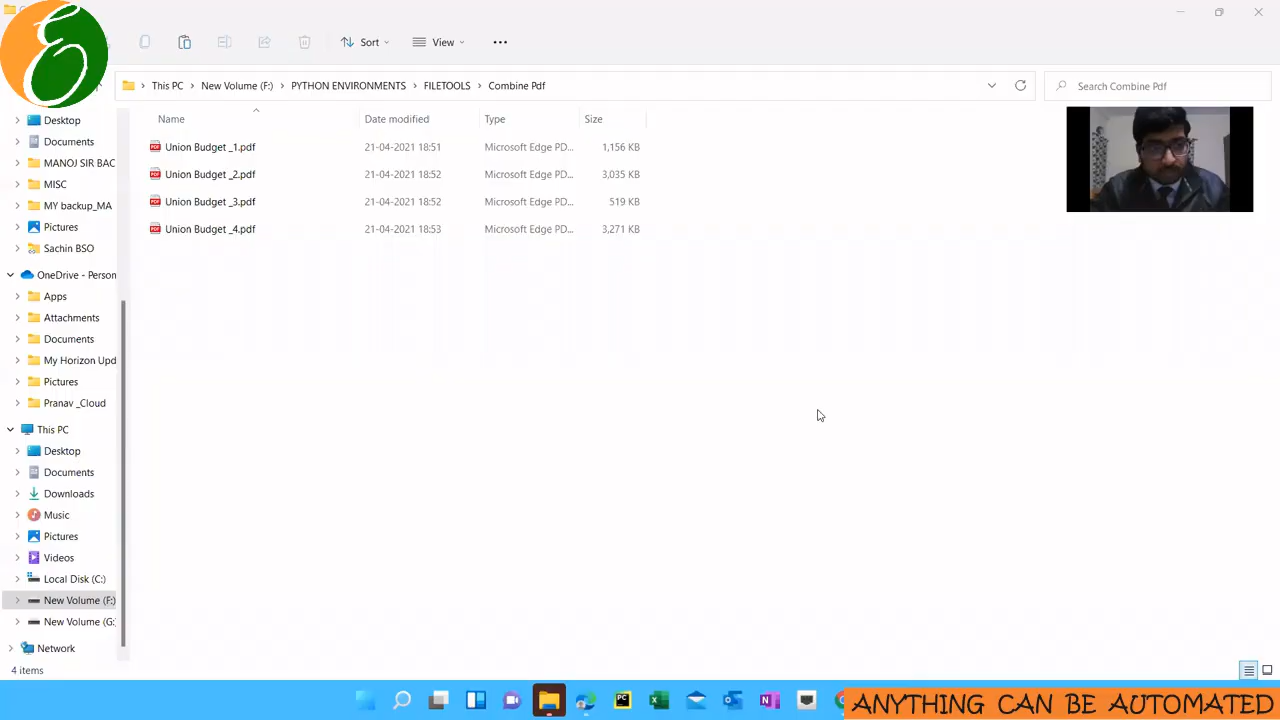 Sort
View
This PC
New Volume (F:)
PYTHON ENVIRONMENTS
FILETOOLS
Combine Pdf
Search Combine Pdf
Name
Date modified
Type
Size
Union Budget _1.pdf 21-04-2021 18:51 Microsoft Edge PD... 1,156 KB
Union Budget _2.pdf 21-04-2021 18:52 Microsoft Edge PD... 3,035 KB
Union Budget _3.pdf 21-04-2021 18:52 Microsoft Edge PD... 519 KB
Union Budget _4.pdf 21-04-2021 18:53 Microsoft Edge PD... 3,271 KB
Desktop
Documents
MANOJ SIR BAC
MISC
MY backup_MA
Pictures
Sachin BSO
OneDrive - Person
Apps
Attachments
Documents
My Horizon Upd
Pictures
Pranav _Cloud
This PC
Desktop
Documents
Downloads
Music
Pictures
Videos
Local Disk (C:)
New Volume (F:)
New Volume (G:
Network
4 items
ANYTHING CAN BE AUTOMATED